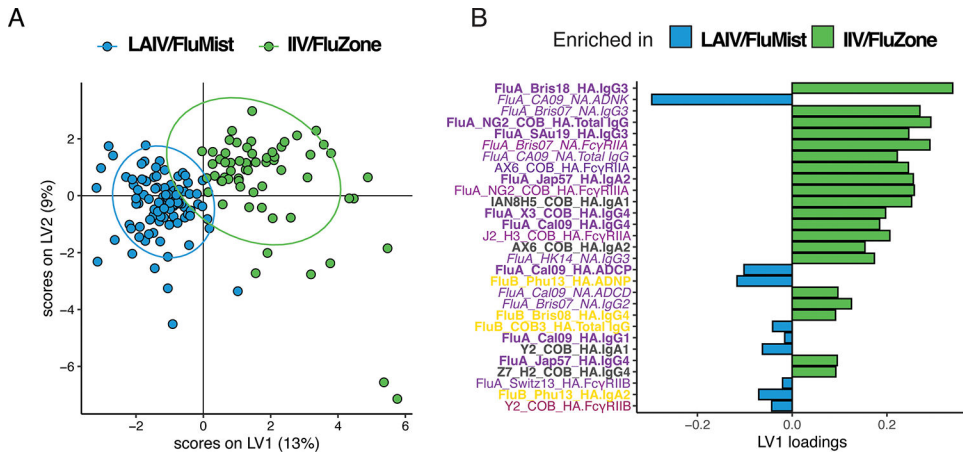 A
LAIV/FluMist
IIV/FluZone
scores on LV2 (9%)
2
0
−2
−4
−6
−2
0
2
4
6
scores on LV1 (13%)
B
Enriched in
LAIV/FluMist
IIV/FluZone
FluA_Bris18_HA.IgG3
FluA_CA09_NA.ADNK
FluA_Bris07_NA.IgG3
FluA_NG2_COB_HA.Total IgG
FluA_SAu19_HA.IgG3
FluA_Bris07_NA.FcγRIIA
FluA_CA09_NA.Total IgG
AX6_COB_HA.FcγRIIA
FluA_Jap57_HA.IgA2
FluA_NG2_COB_HA.FcγRIIIA
IAN8H5_COB_HA.IgA1
FluA_X3_COB_HA.IgG4
FluA_Cal09_HA.IgG4
J2_H3_COB_HA.FcγRIIA
AX6_COB_HA.IgA2
FluA_HK14_NA.IgG3
FluA_Cal09_HA.ADCP
FluB_Phu13_HA.ADNP
FluA_Cal09_NA.ADCD
FluA_Bris07_NA.IgG2
FluB_Bris08_HA.IgG4
FluB_COB3_HA.Total IgG
FluA_Cal09_HA.IgG1
Y2_COB_HA.IgA1
FluA_Jap57_HA.IgG4
Z7_H2_COB_HA.IgG4
FluA_Switz13_HA.FcγRIIB
FluB_Phu13_HA.IgA2
Y2_COB_HA.FcγRIIB
−0.2
0.0
0.2
LV1 loadings